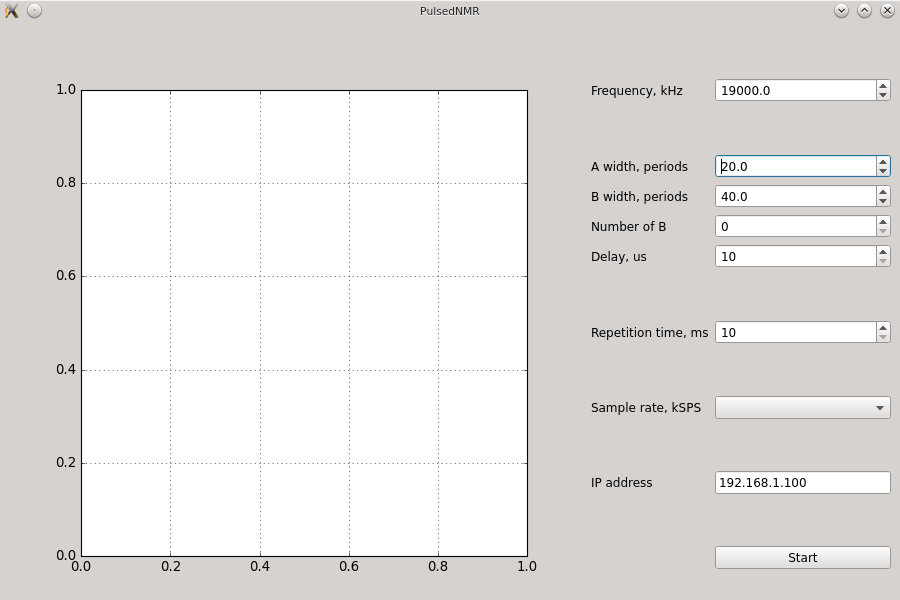 PulsedNMR
1.0
0.8
0.6
0.4
0.2
0.0
0.0 0.2 0.4 0.6 0.8 1.0
Frequency, kHz 19000.0
A width, periods 20.0
B width, periods 40.0
Number of B 0
Delay, us 10
Repetition time, ms 10
Sample rate, kSPS
IP address 192.168.1.100
Start